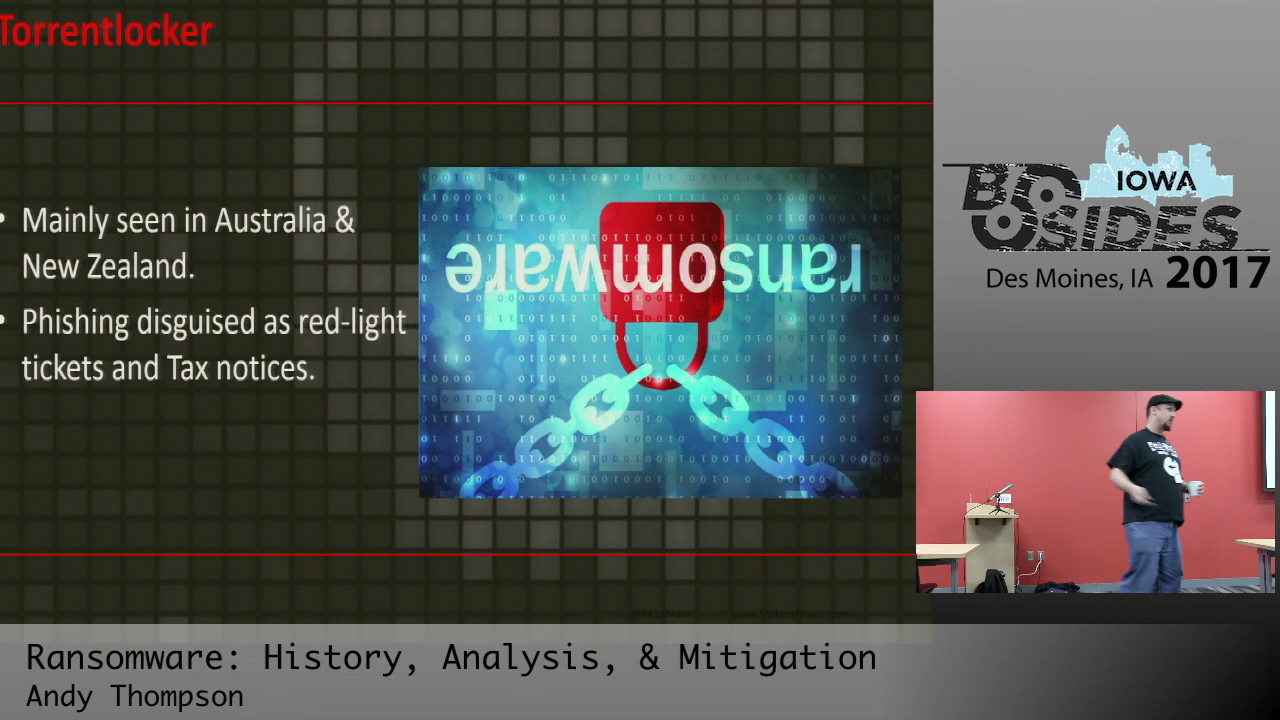 Torrentlocker
• Mainly seen in Australia &
New Zealand.
• Phishing disguised as red-light
tickets and Tax notices.
ransomware
IOWA
BSIDES
Des Moines, IA 2017
Ransomware: History, Analysis, & Mitigation
Andy Thompson